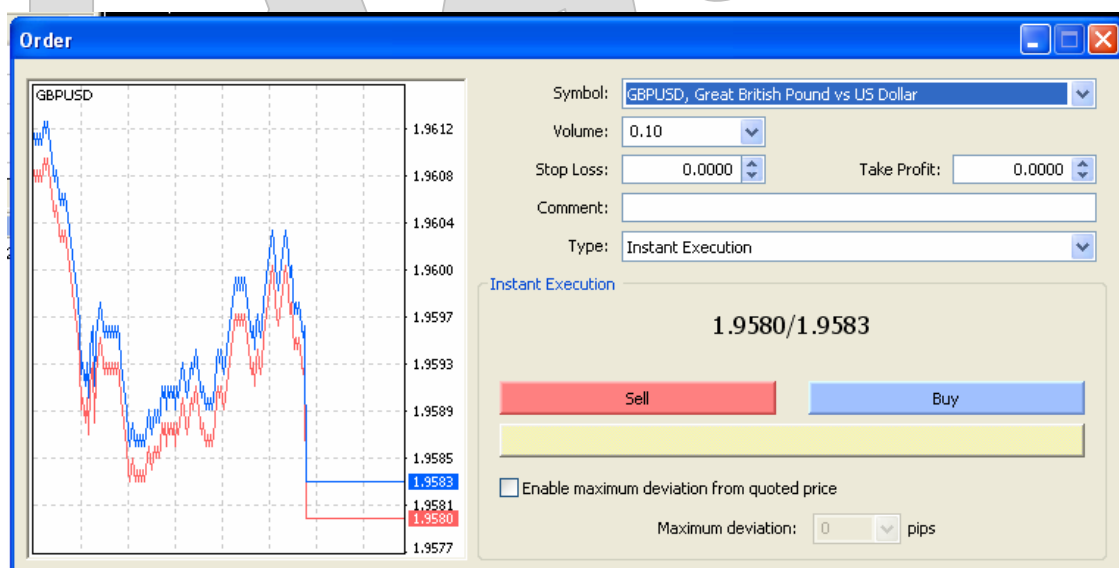 Order
GBPUSD
1.9612
1.9608
1.9604
1.9600
1.9597
1.9593
1.9589
1.9585
1.9583
1.9581
1.9580
1.9577
Symbol: GBPUSD, Great British Pound vs US Dollar
Volume: 0.10
Stop Loss: 0.0000 Take Profit: 0.0000
Comment:
Type: Instant Execution
Instant Execution
1.9580/1.9583
Sell Buy
Enable maximum deviation from quoted price
Maximum deviation: 0 pips